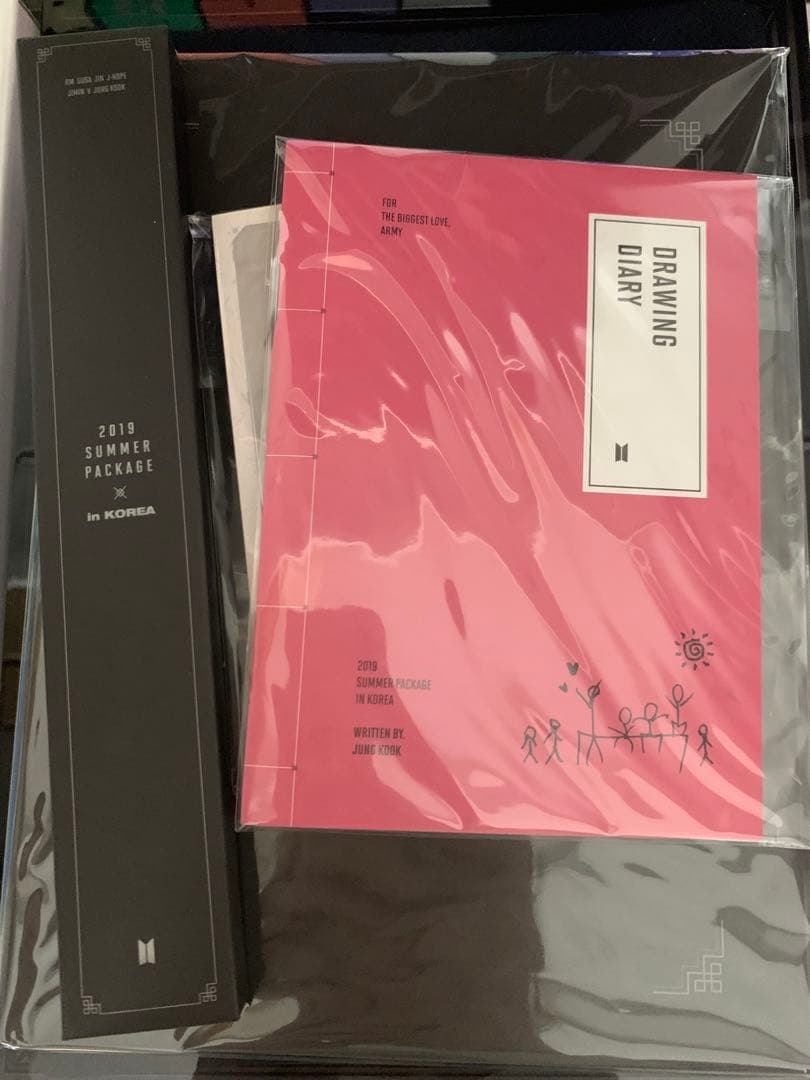 RM SUGA JIN J-HOPE
JIMIN V JUNG KOOK
2019
SUMMER
PACKAGE
in KOREA
FOR
THE BIGGEST LOVE,
ARMY
DRAWING
DIARY
2019
SUMMER PACKAGE
IN KOREA
WRITTEN BY.
JUNG KOOK